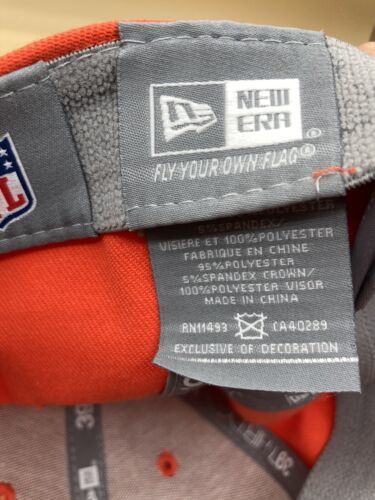 NEW
ERA®
FLY YOUR OWN FLAG®
5%SPANDEX/
VISIERE ET 100%POLYESTER
FABRIQUE EN CHINE
95%POLYESTER
5%SPANDEX CROWN/
100%POLYESTER VISOR
MADE IN CHINA
RN11493 CA40289
EXCLUSIVE OF DECORATION
39